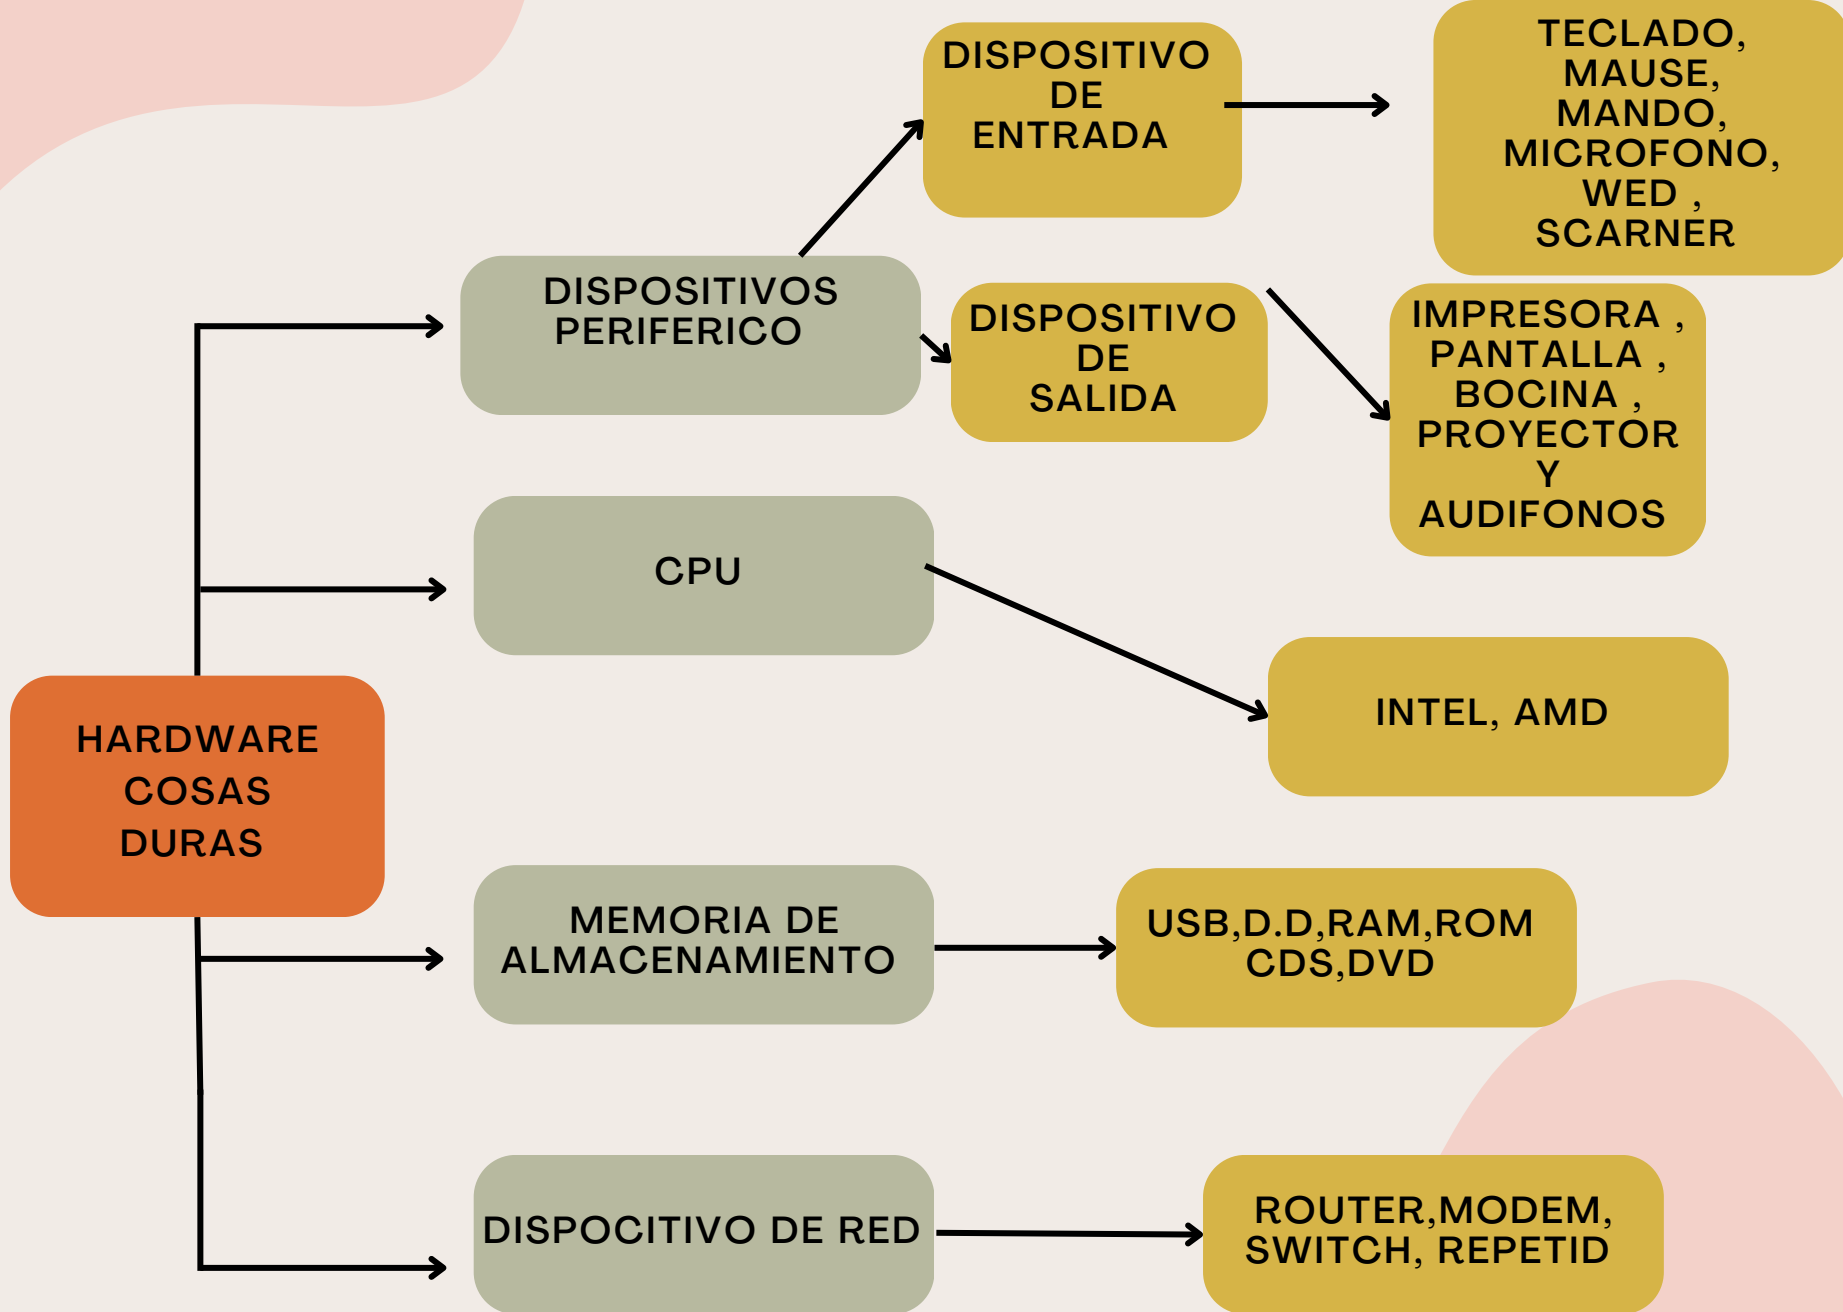 HARDWARE
COSAS
DURAS
DISPOSITIVOS
PERIFERICO
DISPOSITIVO
DE
ENTRADA
TECLADO,
MAUSE,
MANDO,
MICROFONO,
WED ,
SCARNER
DISPOSITIVO
DE
SALIDA
IMPRESORA ,
PANTALLA ,
BOCINA ,
PROYECTOR
Y
AUDIFONOS
CPU
INTEL, AMD
MEMORIA DE
ALMACENAMIENTO
USB,D.D,RAM,ROM
CDS,DVD
DISPOCITIVO DE RED
ROUTER,MODEM,
SWITCH, REPETID